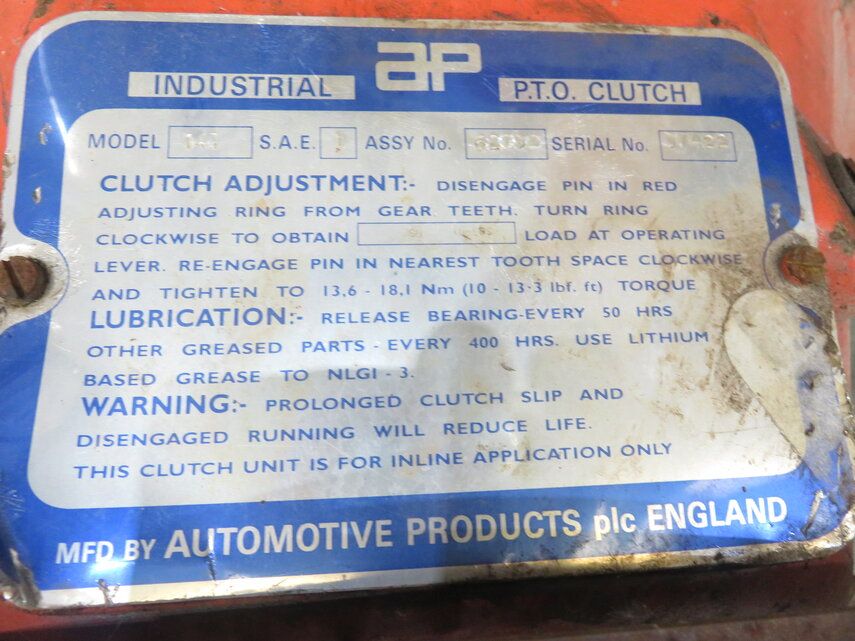 ap
INDUSTRIAL P.T.O. CLUTCH
MODEL S.A.E. ASSY No. SERIAL No.
CLUTCH ADJUSTMENT:- DISENGAGE PIN IN RED
ADJUSTING RING FROM GEAR TEETH. TURN RING
CLOCKWISE TO OBTAIN LOAD AT OPERATING
LEVER. RE-ENGAGE PIN IN NEAREST TOOTH SPACE CLOCKWISE
AND TIGHTEN TO 13,6 - 18,1 Nm (10 - 13·3 lbf. ft) TORQUE
LUBRICATION:- RELEASE BEARING-EVERY 50 HRS
OTHER GREASED PARTS - EVERY 400 HRS. USE LITHIUM
BASED GREASE TO NLGI - 3.
WARNING:- PROLONGED CLUTCH SLIP AND
DISENGAGED RUNNING WILL REDUCE LIFE.
THIS CLUTCH UNIT IS FOR INLINE APPLICATION ONLY
MFD BY AUTOMOTIVE PRODUCTS plc ENGLAND